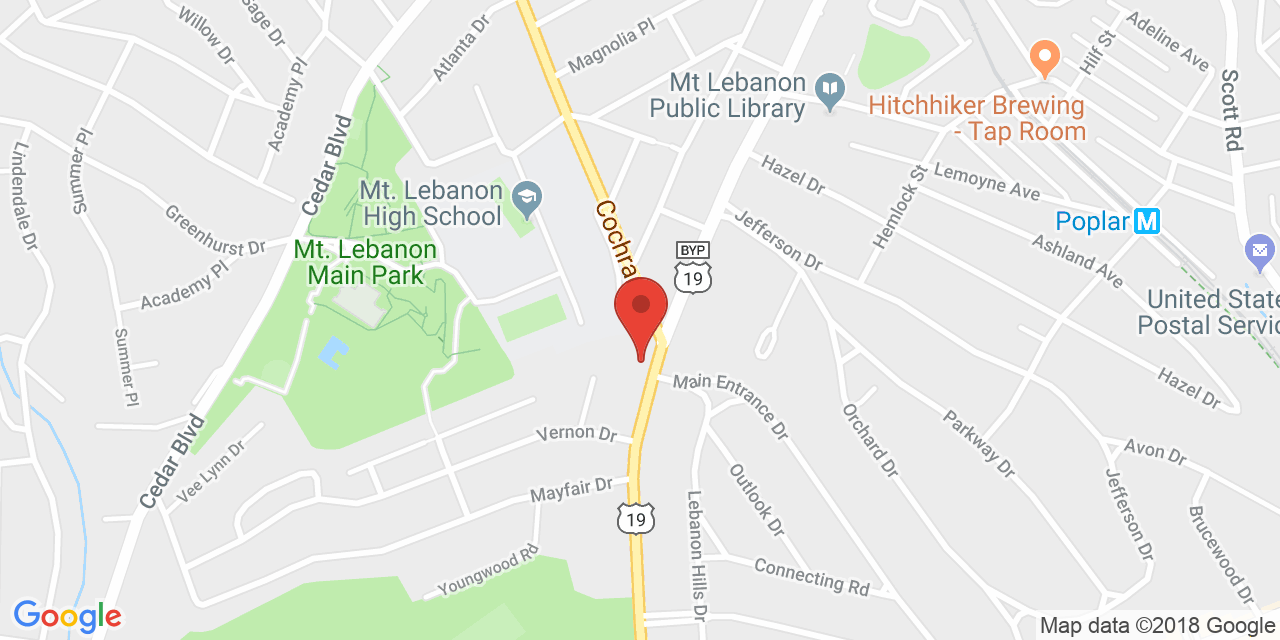 Willow Dr
Sage Dr
Atlanta Dr
Magnolia Pl
Adeline Ave
Hilf St
Academy Pl
Mt Lebanon
Public Library
Hitchhiker Brewing
- Tap Room
Scott Rd
Lindendale Dr
Summer Pl
Cedar Blvd
Mt. Lebanon
High School
Hazel Dr
Lemoyne Ave
Hemlock St
Greenhurst Dr
Cochra
Jefferson Dr
Poplar
M
Ashland Ave
Mt. Lebanon
Main Park
BYP
19
Academy Pl
United State
Postal Servic
Summer Pl
Main Entrance Dr
Hazel Dr
Cedar Blvd
Vee Lynn Dr
Vernon Dr
Orchard Dr
Parkway Dr
Avon Dr
Mayfair Dr
Outlook Dr
Jefferson Dr
Brucewood Dr
19
Lebanon Hills Dr
Youngwood Rd
Connecting Rd
Google
Map data ©2018 Google